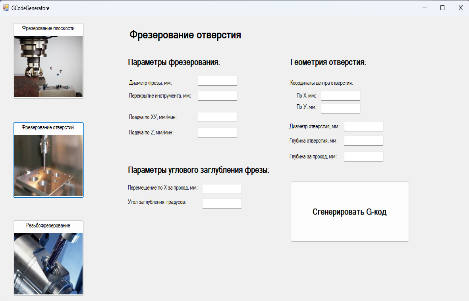 GCodeGeneratore
Фрезерование плоскости
Фрезерование отверстия
Резьбофрезерование
Фрезерование отверстия
Параметры фрезерования:
Диаметр фрезы, мм:
Перекрытие инструмента, мм:
Подача по XY, мм/мин:
Подача по Z, мм/мин:
Параметры углового заглубления фрезы:
Перемещение по X за проход, мм:
Угол заглубления, градусов:
Геометрия отверстия:
Координаты центра отверстия:
По X, мм:
По Y, мм:
Диаметр отверстия, мм:
Глубина отверстия, мм:
Глубина за проход, мм:
Сгенерировать G-код